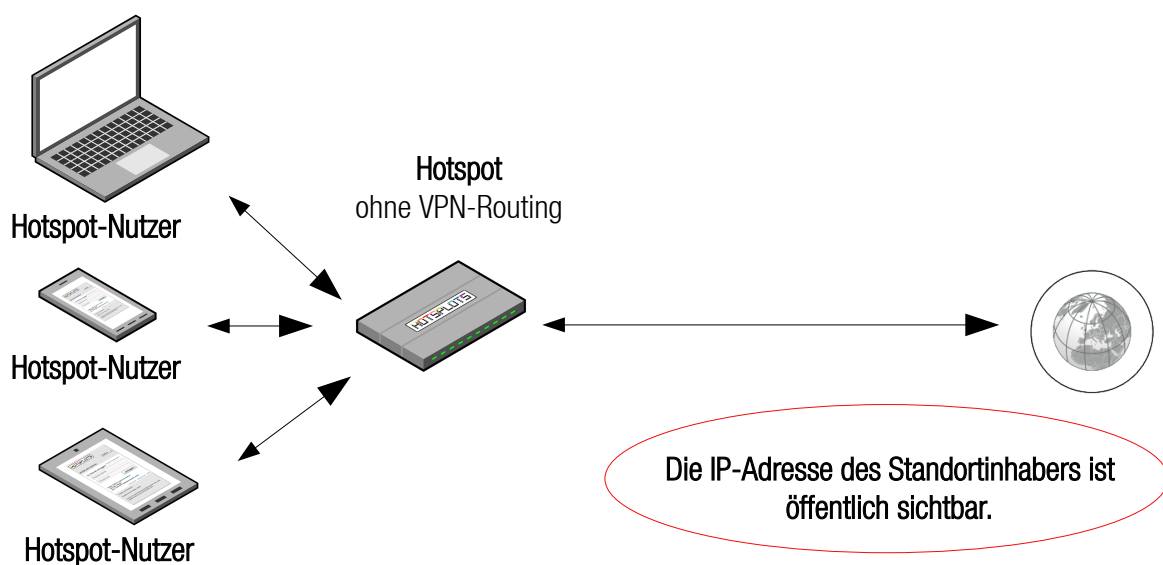 Hotspot-Nutzer
Hotspot
ohne VPN-Routing
Hotspot-Nutzer
HOTSPLOTS
Hotspot-Nutzer
Die IP-Adresse des Standortinhabers ist
öffentlich sichtbar.